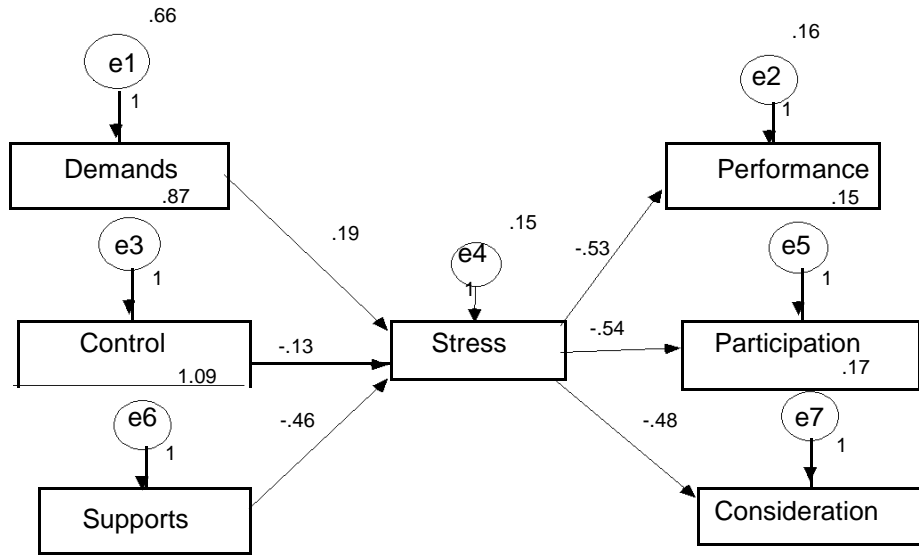 .66
.16
e1
e2
1
1
Demands
Performance
.87
.15
.19
.15
-.53
e3
e4
e5
1
1
1
Control
-.13
Stress
-.54
Participation
1.09
.17
e6
-.46
-.48
e7
1
1
Supports
Consideration